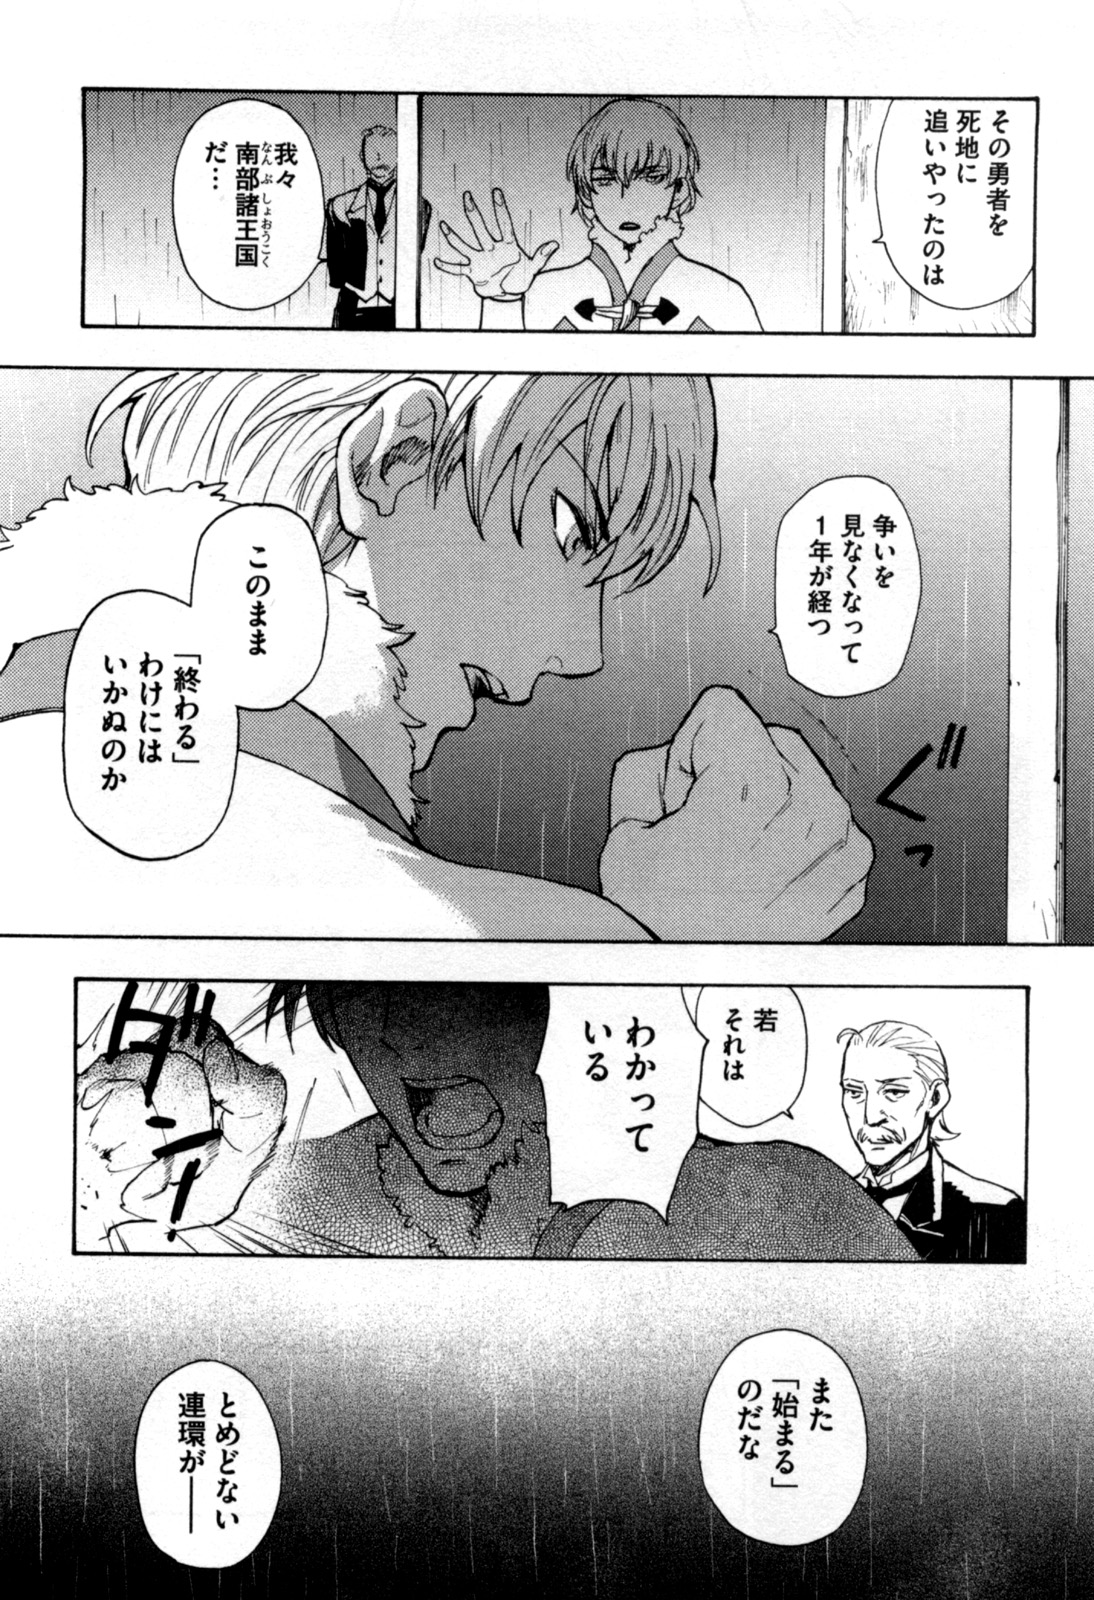 その勇者を
死地に
追いやったのは
我々
南部諸王国
なんぶしょおうこく
だ…
争いを
見なくなって
1年が経つ
このまま
「終わる」
わけには
いかぬのか
ぐっ
若
それは
わかって
いる
ダンッ
また
「始まる」
のだな
とめどない
連環が──